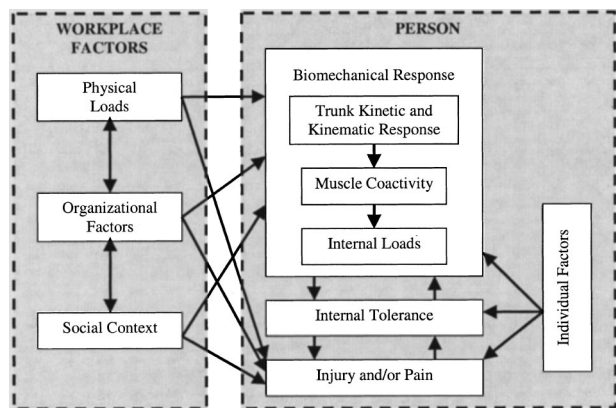 WORKPLACE
FACTORS
Physical
Loads
Organizational
Factors
Social Context
PERSON
Biomechanical Response
Trunk Kinetic and
Kinematic Response
Muscle Coactivity
Internal Loads
Internal Tolerance
Injury and/or Pain
Individual Factors